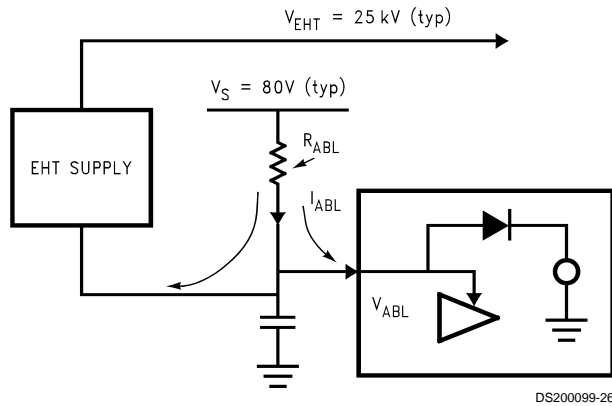 V_EHT = 25 kV (typ)
V_S = 80V (typ)
R_ABL
EHT SUPPLY
I_ABL
V_ABL
DS200099-26